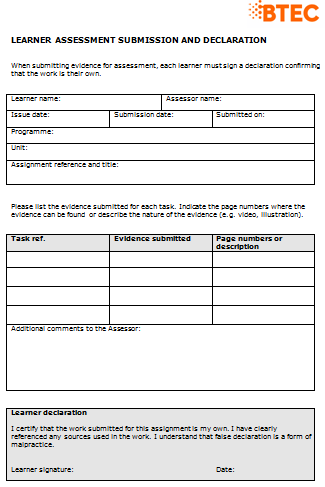 BTEC
LEARNER ASSESSMENT SUBMISSION AND DECLARATION
When submitting evidence for assessment, each learner must sign a declaration confirming
that the work is their own.
Learner name: Assessor name:
Issue date: Submission date: Submitted on:
Programme:
Unit:
Assignment reference and title:
Please list the evidence submitted for each task. Indicate the page numbers where the
evidence can be found or describe the nature of the evidence (e.g. video, illustration).
Task ref. Evidence submitted Page numbers or
description
Additional comments to the Assessor:
Learner declaration
I certify that the work submitted for this assignment is my own. I have clearly
referenced any sources used in the work. I understand that false declaration is a form of
malpractice.
Learner signature: Date: